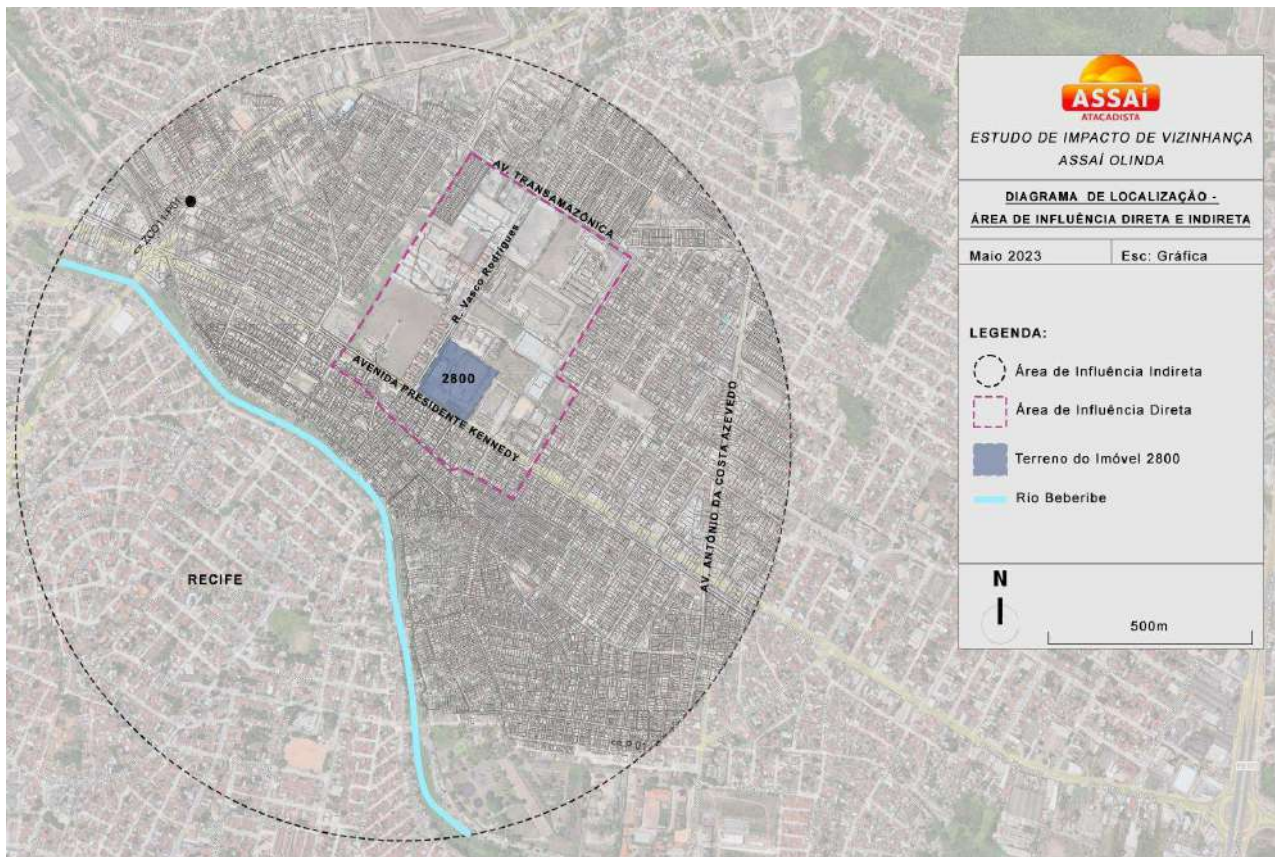 ASSAÍ
ATACADISTA
ESTUDO DE IMPACTO DE VIZINHANÇA
ASSAÍ OLINDA
DIAGRAMA DE LOCALIZAÇÃO -
ÁREA DE INFLUÊNCIA DIRETA E INDIRETA
Maio 2023
Esc: Gráfica
LEGENDA:
Área de Influência Indireta
Área de Influência Direta
Terreno do Imóvel 2800
Rio Beberibe
N
500m
AV. TRANSAMAZÔNICA
R. Vasco Rodrigues
2800
AVENIDA PRESIDENTE KENNEDY
AV. ANTÓNIO DA COSTA AZEVEDO
RECIFE